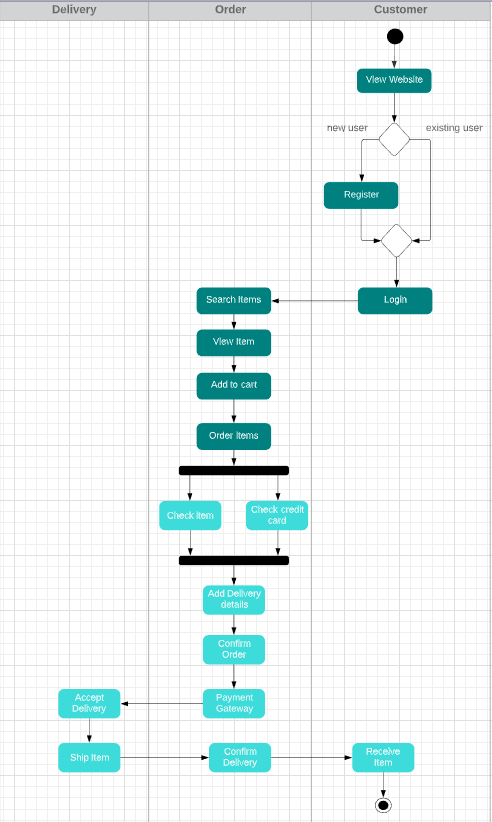 Delivery
Order
Customer
View Website
new user
existing user
Register
Search Items
Login
View Item
Add to cart
Order Items
Check item
Check credit
card
Add Delivery
details
Confirm
Order
Accept
Delivery
Payment
Gateway
Ship Item
Confirm
Delivery
Receive
Item